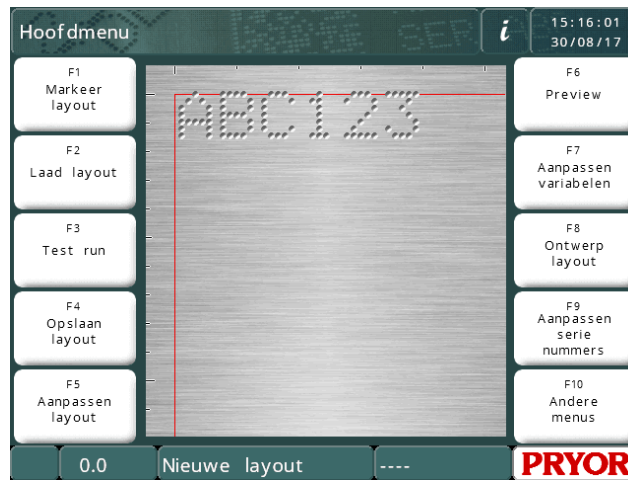 Hoofdmenu
i
15:16:01
30/08/17
F1
Markeer
layout
F2
Laad layout
F3
Test run
F4
Opslaan
layout
F5
Aanpassen
layout
ABC123
F6
Preview
F7
Aanpassen
variabelen
F8
Ontwerp
layout
F9
Aanpassen
serie
nummers
F10
Andere
menus
0.0
Nieuwe layout
----
PRYOR